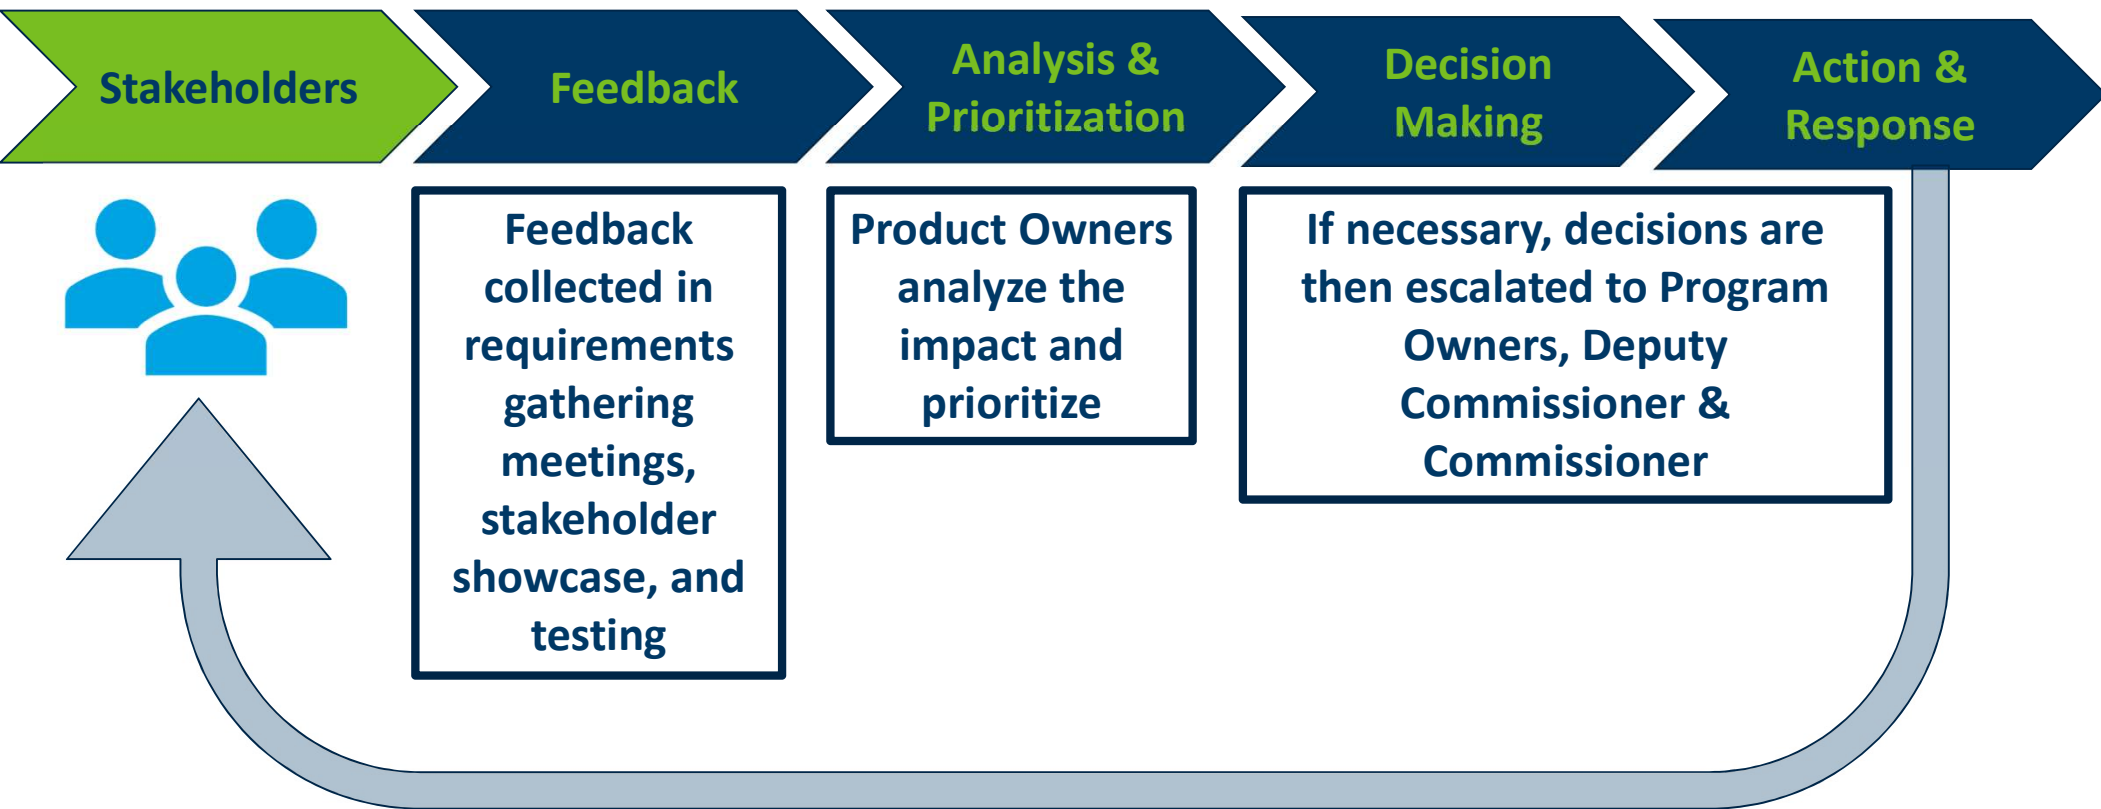 Stakeholders
Feedback
Analysis &
Prioritization
Decision
Making
Action &
Response
Feedback
collected in
requirements
gathering
meetings,
stakeholder
showcase, and
testing
Product Owners
analyze the
impact and
prioritize
If necessary, decisions are
then escalated to Program
Owners, Deputy
Commissioner &
Commissioner